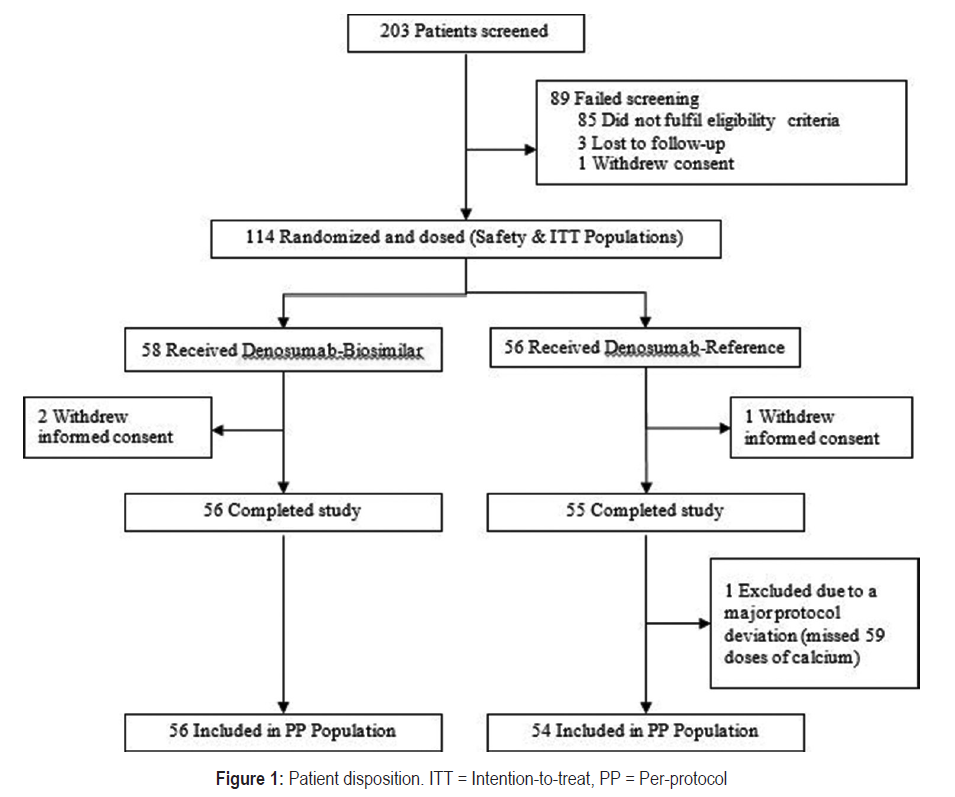 203 Patients screened
89 Failed screening
85 Did not fulfil eligibility criteria
3 Lost to follow-up
1 Withdrew consent
114 Randomized and dosed (Safety & ITT Populations)
58 Received Denosumab-Biosimilar
56 Received Denosumab-Reference
2 Withdrew
informed consent
1 Withdrew
informed consent
56 Completed study
55 Completed study
1 Excluded due to a
major protocol
deviation (missed 59
doses of calcium)
56 Included in PP Population
54 Included in PP Population
Figure 1: Patient disposition. ITT = Intention-to-treat, PP = Per-protocol